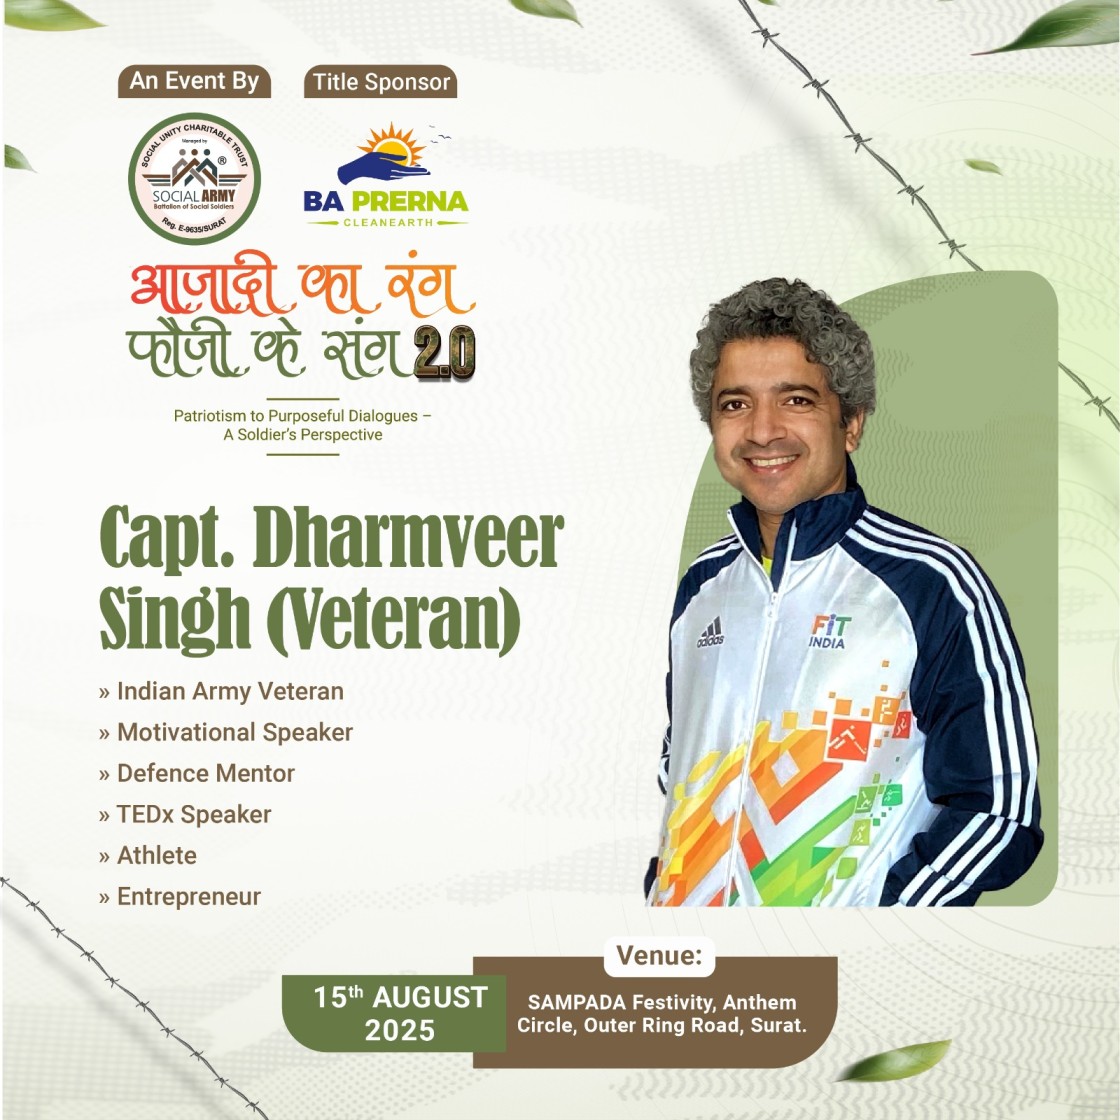 An Event By
Title Sponsor
SOCIAL UNITY CHARITABLE TRUST
Managed by
®
SOCIAL ARMY
Battalion of Social Soldiers
Reg. E-9635/SURAT
BA PRERNA
CLEANEARTH
आज़ादी का रंग
फौजी के संग 2.0
Patriotism to Purposeful Dialogues –
A Soldier's Perspective
Capt. Dharmveer
Singh (Veteran)
» Indian Army Veteran
» Motivational Speaker
» Defence Mentor
» TEDx Speaker
» Athlete
» Entrepreneur
adidas
FiT
INDIA
Venue:
15th AUGUST
2025
SAMPADA Festivity, Anthem
Circle, Outer Ring Road, Surat.